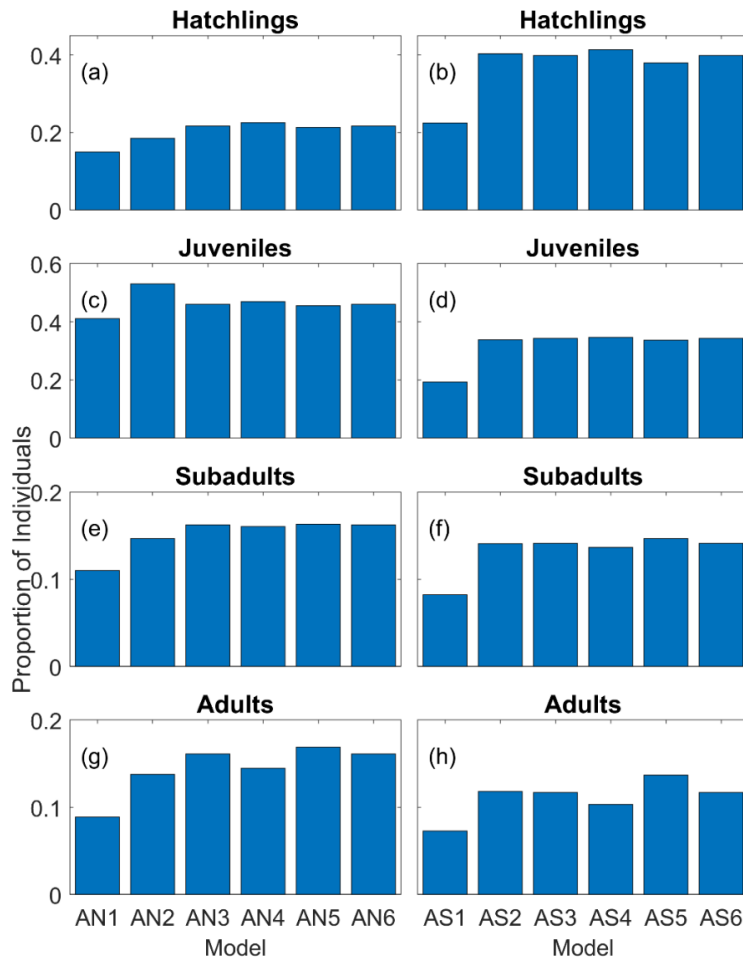 Hatchlings Hatchlings
(a) (b)
0.4
0.2
0
Juveniles Juveniles
0.6
(c) (d)
0.4
0.2
0
Subadults Subadults
0.2
(e) (f)
0.1
0
Adults Adults
0.2
(g) (h)
0.1
0
AN1 AN2 AN3 AN4 AN5 AN6 AS1 AS2 AS3 AS4 AS5 AS6
Model Model
Proportion of Individuals